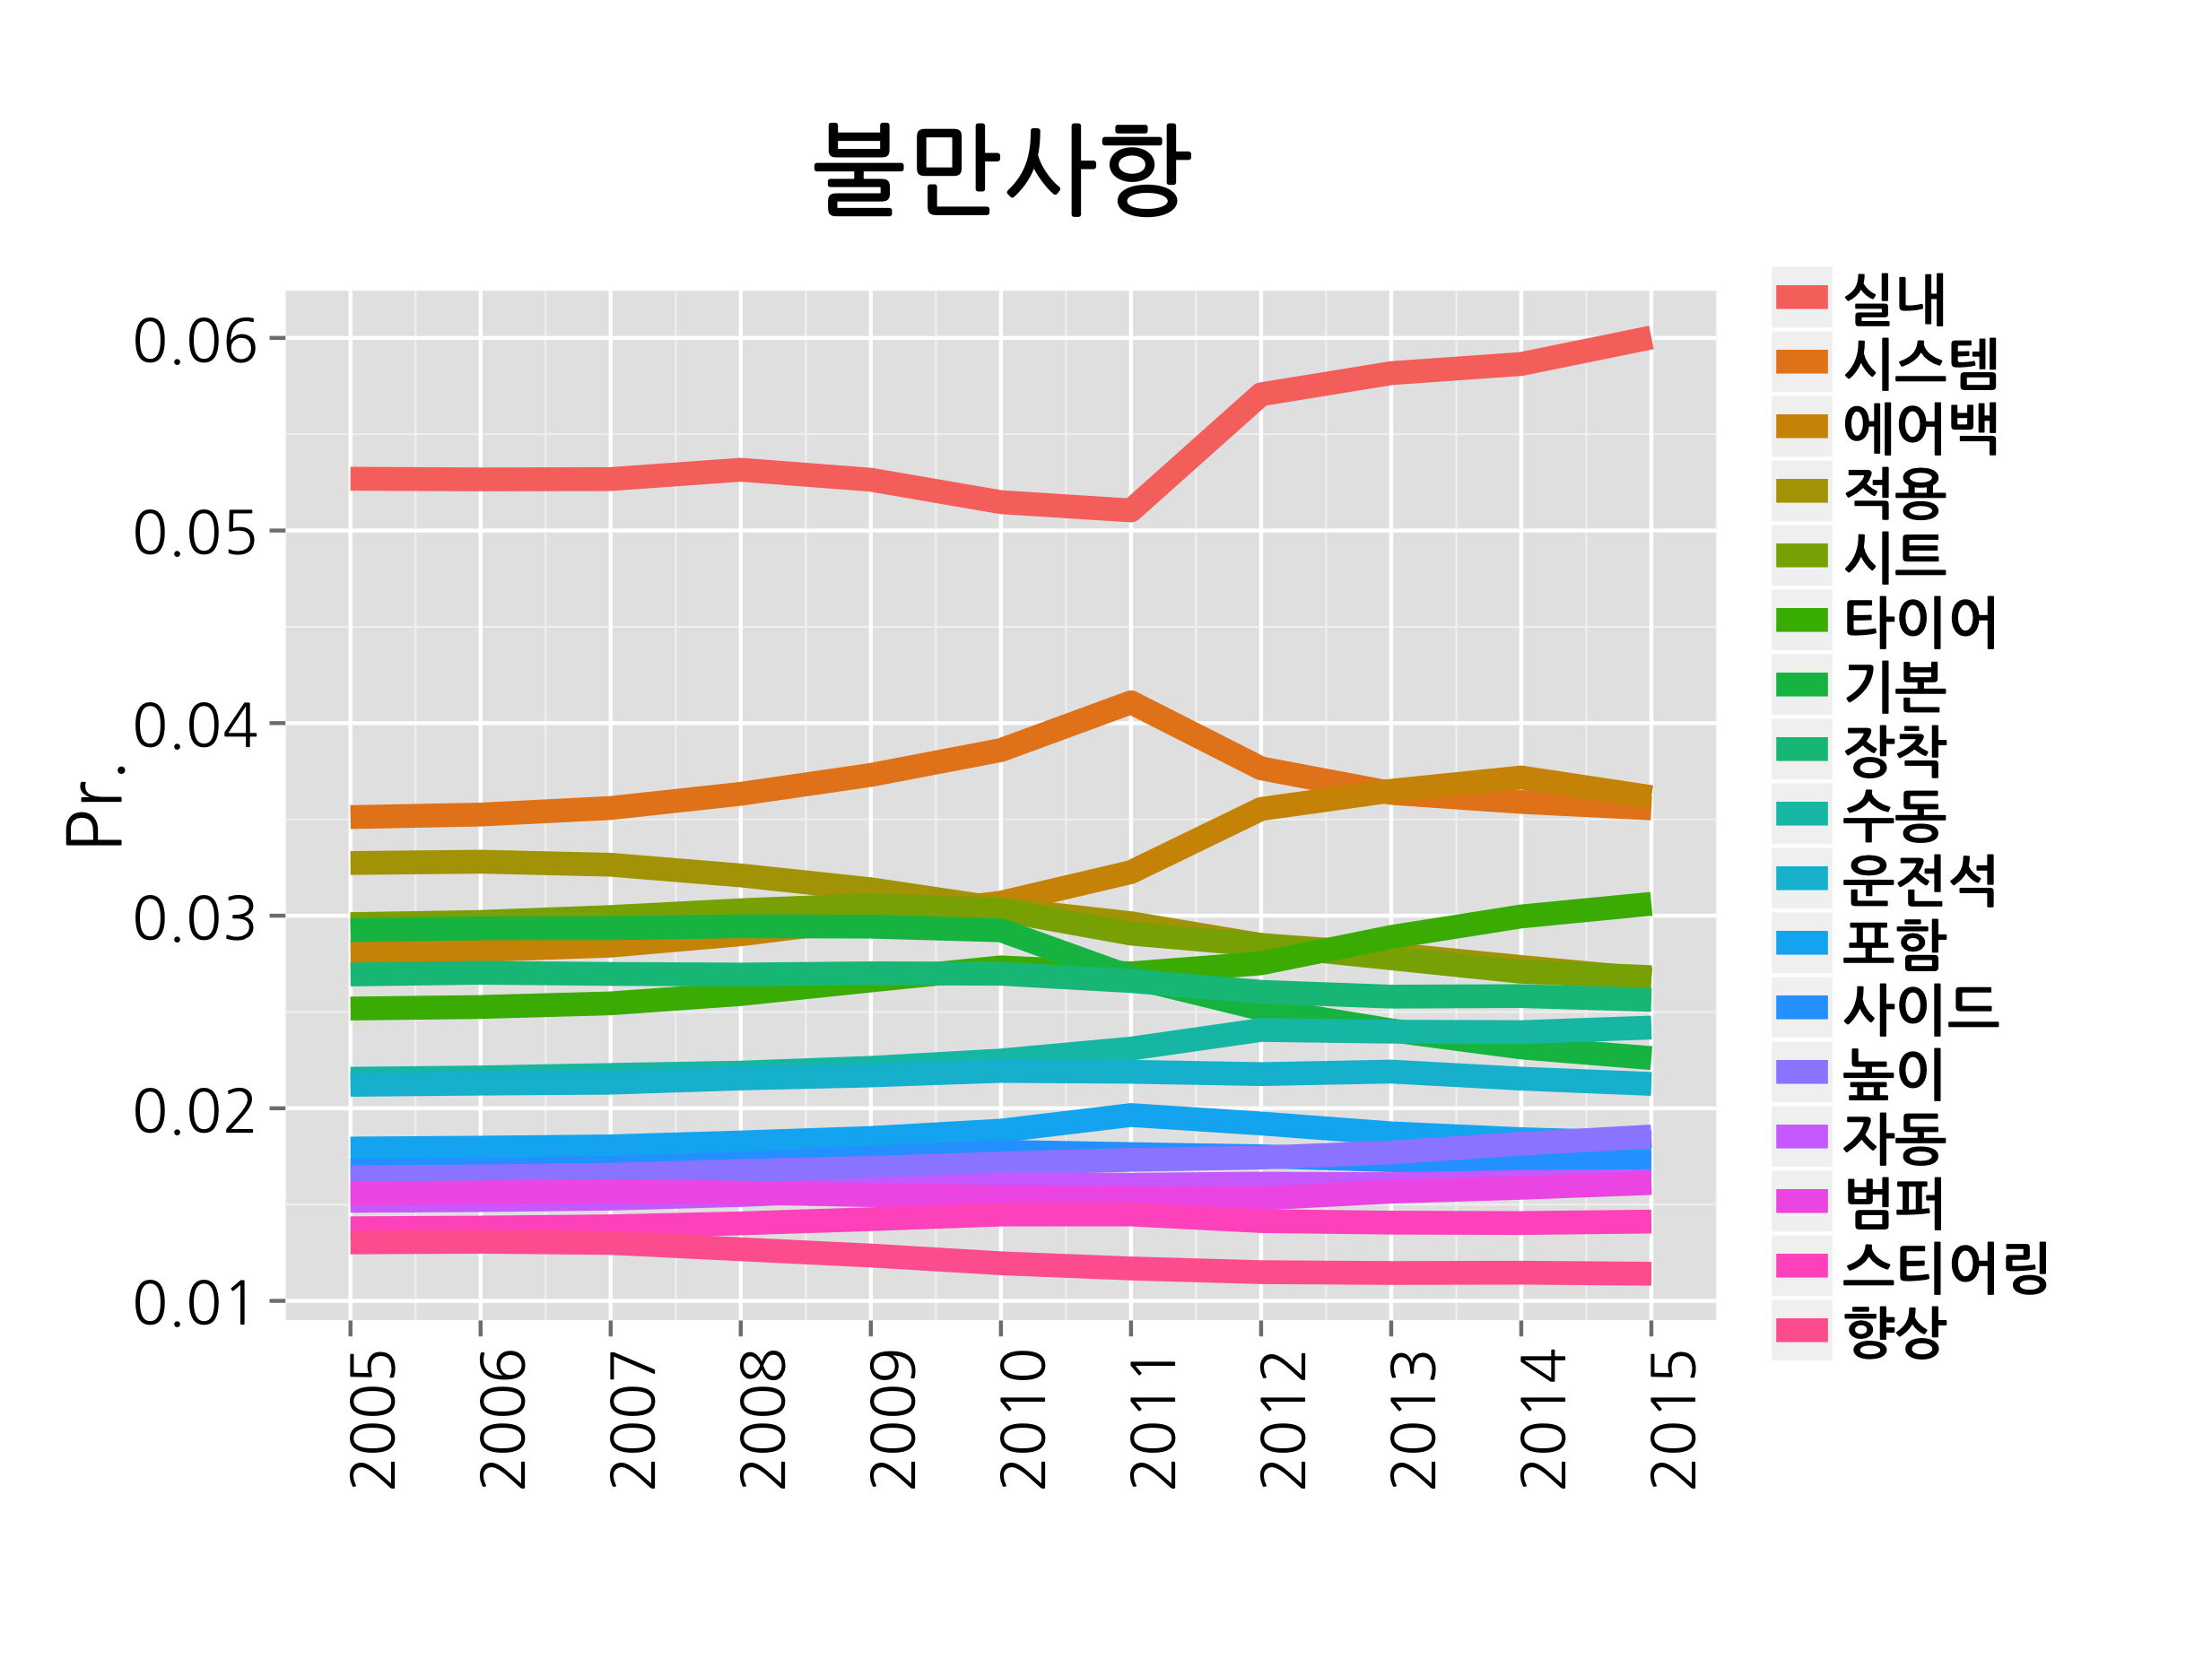 불만사항
0.06
0.05
0.04
0.03
0.02
0.01
Pr.
2005
2006
2007
2008
2009
2010
2011
2012
2013
2014
2015
실내
시스템
에어백
적용
시트
타이어
기본
장착
수동
운전석
포함
사이드
높이
자동
범퍼
스티어링
향상